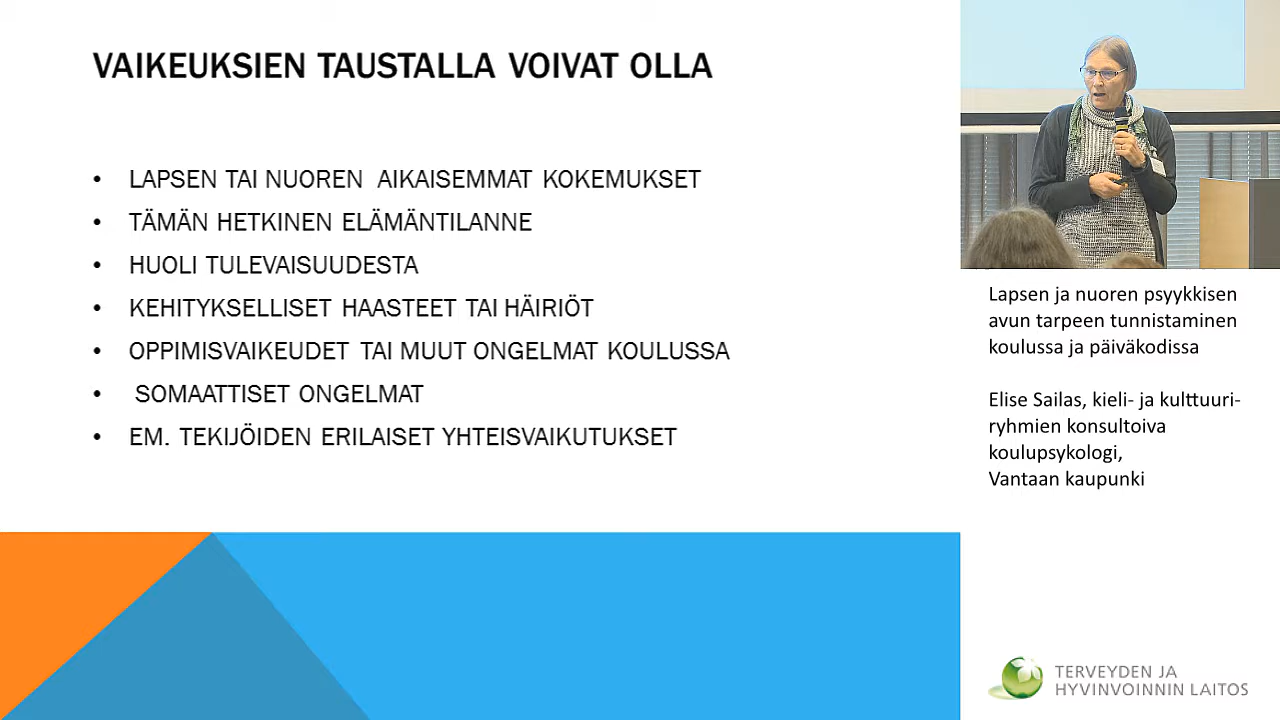 VAIKEUKSIEN TAUSTALLA VOIVAT OLLA
• LAPSEN TAI NUOREN AIKAISEMMAT KOKEMUKSET
• TÄMÄN HETKINEN ELÄMÄNTILANNE
• HUOLI TULEVAISUUDESTA
• KEHITYKSELLISET HAASTEET TAI HÄIRIÖT
• OPPIMISVAIKEUDET TAI MUUT ONGELMAT KOULUSSA
• SOMAATTISET ONGELMAT
• EM. TEKIJÖIDEN ERILAISET YHTEISVAIKUTUKSET
Lapsen ja nuoren psyykkisen
avun tarpeen tunnistaminen
koulussa ja päiväkodissa
Elise Sailas, kieli- ja kulttuuri-
ryhmien konsultoiva
koulupsykologi,
Vantaan kaupunki
TERVEYDEN JA
HYVINVOINNIN LAITOS